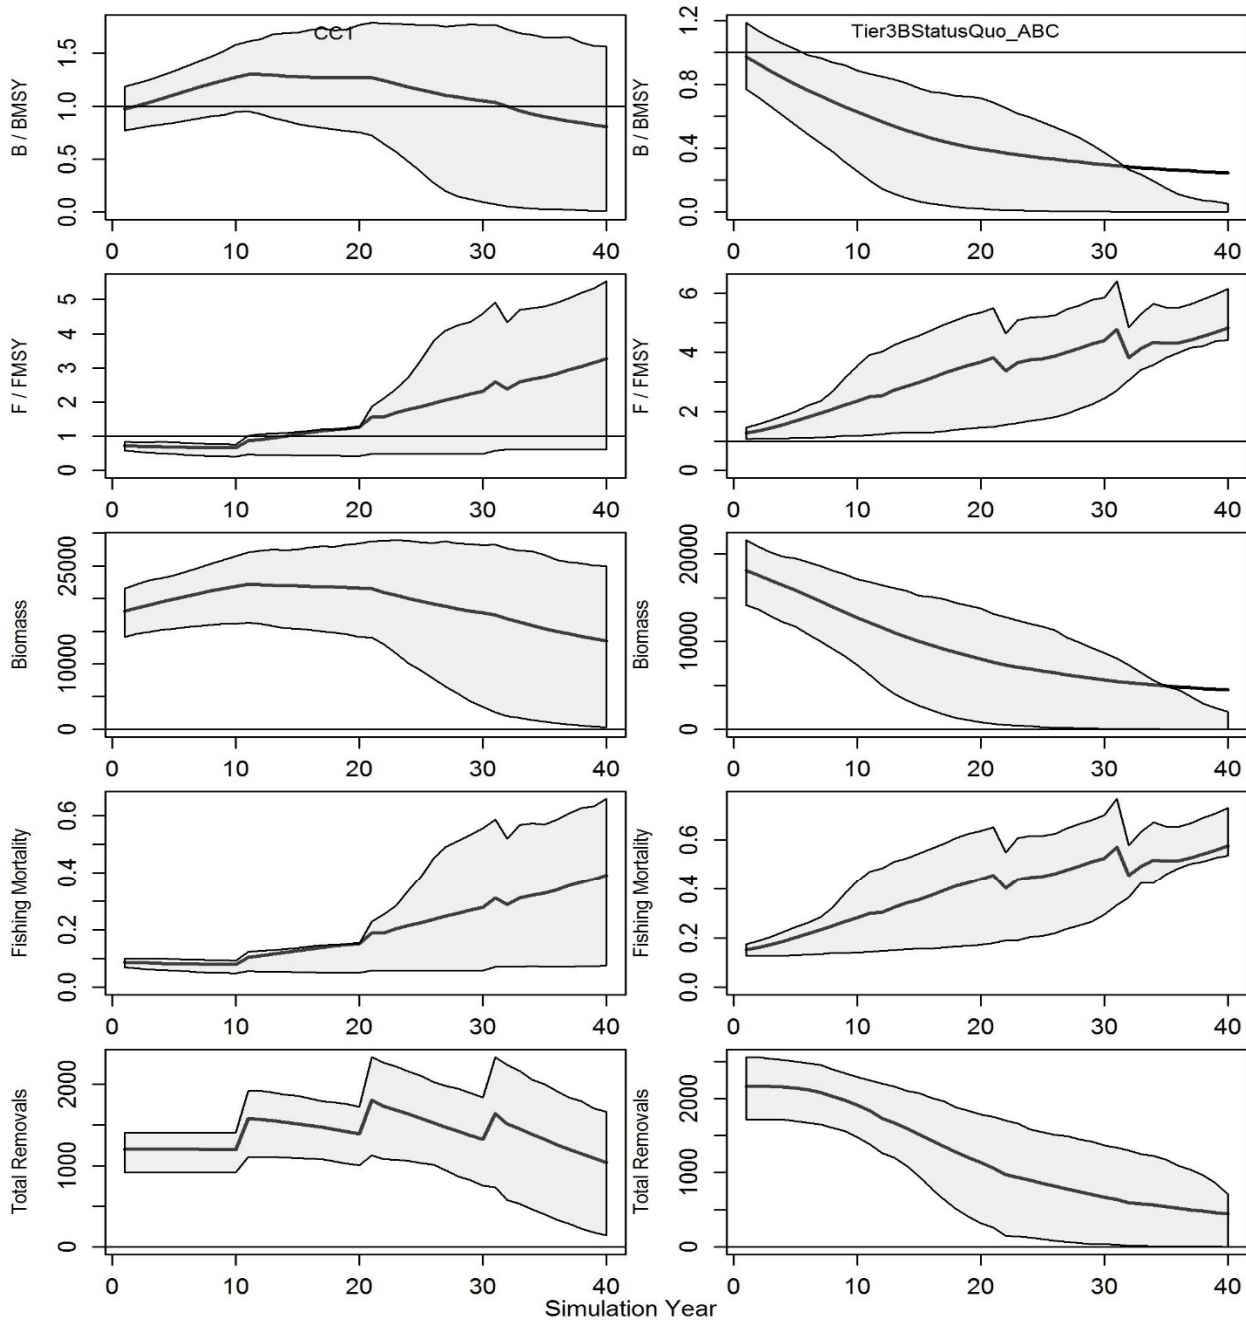 CC1
B / BMSY
0.0 0.5 1.0 1.5
0 10 20 30 40
Tier3BStatusQuo_ABC
B / BMSY
0.0 0.4 0.8 1.2
0 10 20 30 40
F / FMSY
0 1 2 3 4 5
0 10 20 30 40
F / FMSY
0 2 4 6
0 10 20 30 40
Biomass
0 10000 25000
0 10 20 30 40
Biomass
0 10000 20000
0 10 20 30 40
Fishing Mortality
0.0 0.2 0.4 0.6
0 10 20 30 40
Fishing Mortality
0.0 0.2 0.4 0.6
0 10 20 30 40
Total Removals
0 1000 2000
0 10 20 30 40
Total Removals
0 1000 2000
0 10 20 30 40
Simulation Year